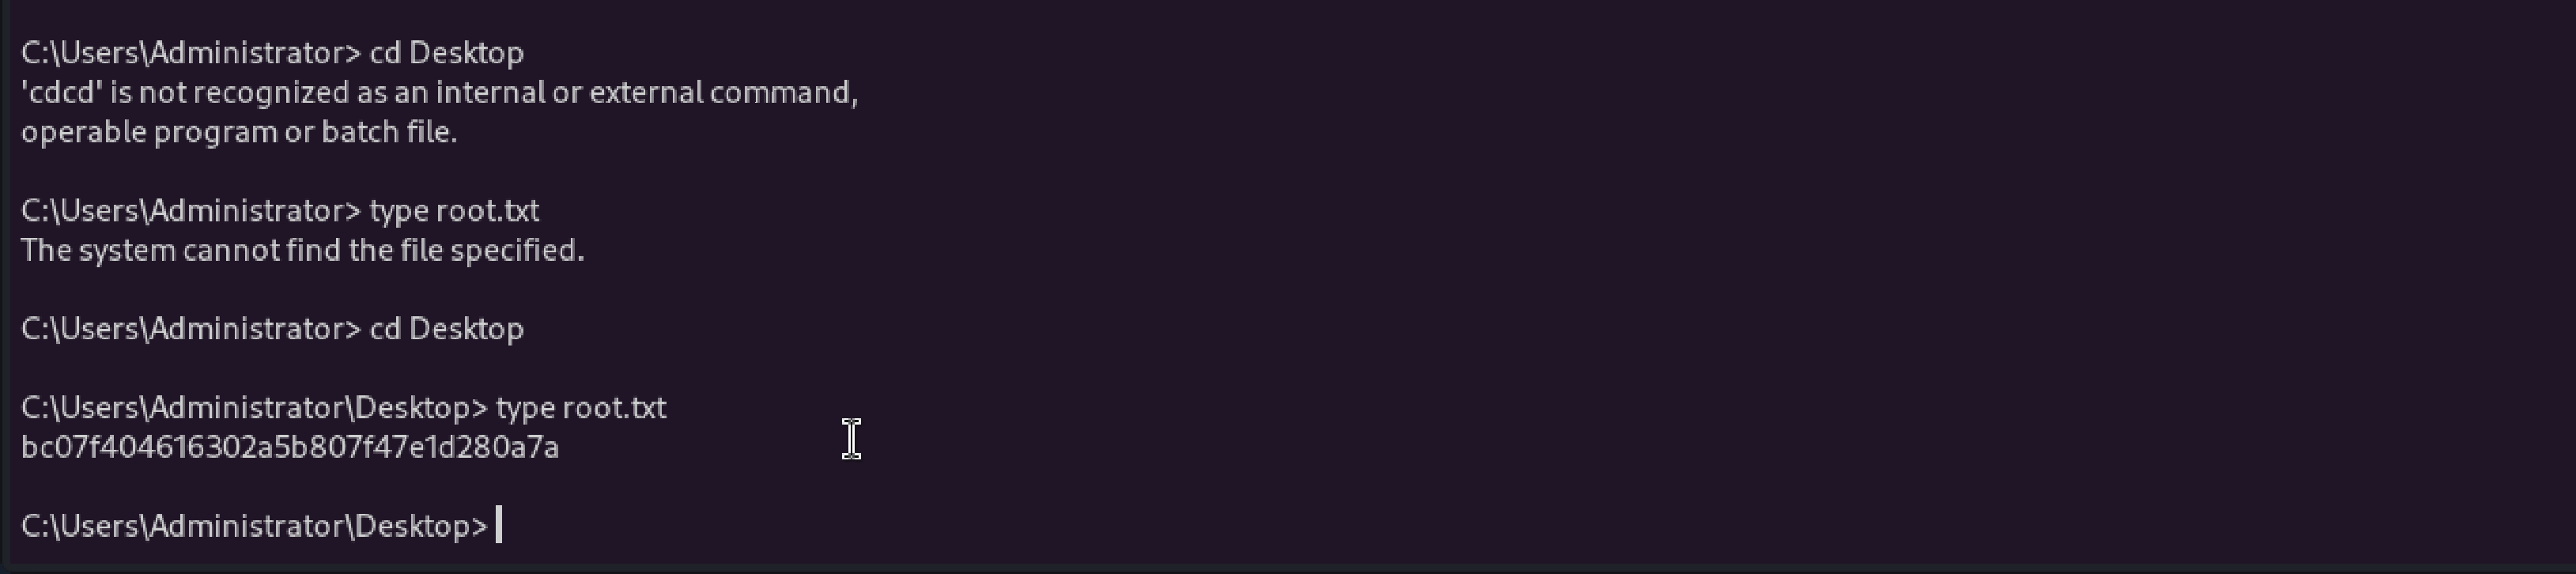 C:\Users\Administrator> cd Desktop
'cdcd' is not recognized as an internal or external command,
operable program or batch file.
C:\Users\Administrator> type root.txt
The system cannot find the file specified.
C:\Users\Administrator> cd Desktop
C:\Users\Administrator\Desktop> type root.txt
bc07f404616302a5b807f47e1d280a7a
C:\Users\Administrator\Desktop>